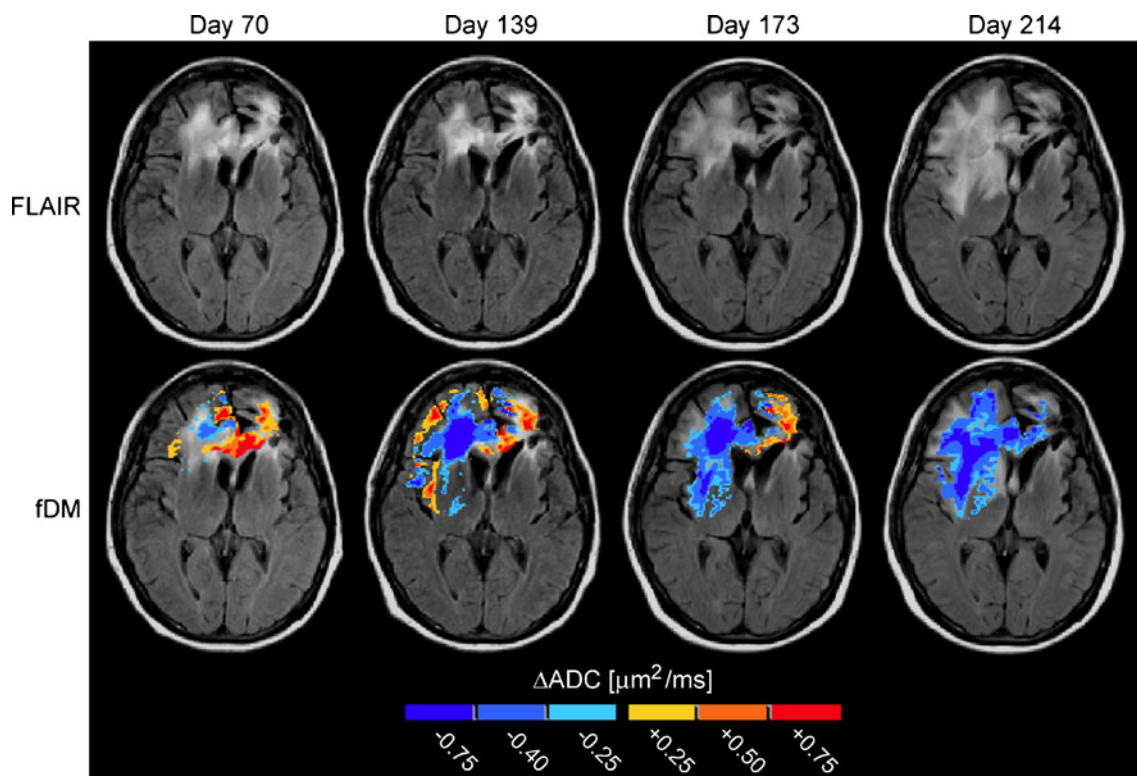 Day 70 Day 139 Day 173 Day 214
FLAIR
fDM
ΔADC [μm²/ms]
-0.75 -0.40 -0.25 +0.25 +0.50 +0.75